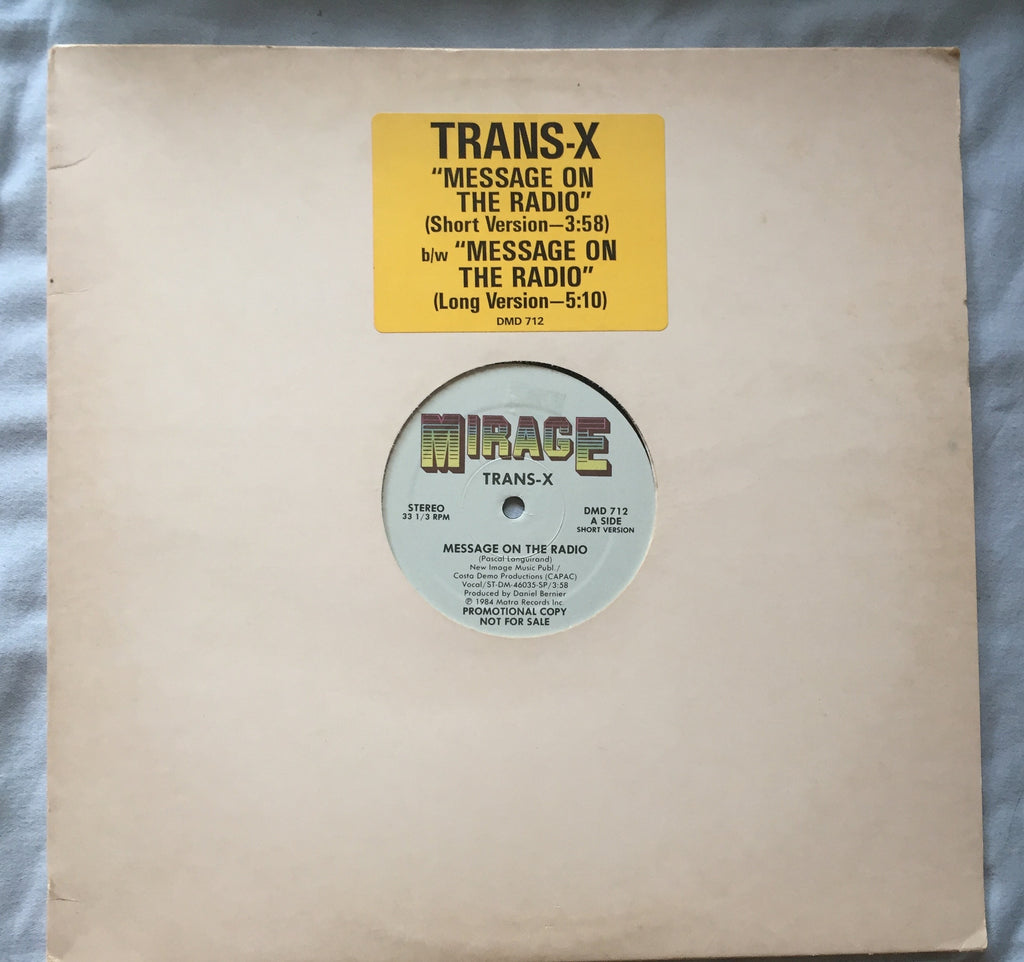 TRANS-X
"MESSAGE ON
THE RADIO"
(Short Version—3:58)
b/w "MESSAGE ON
THE RADIO"
(Long Version—5:10)
DMD 712
MIRAGE
TRANS-X
STEREO
33 1/3 RPM
DMD 712
A SIDE
SHORT VERSION
MESSAGE ON THE RADIO
(Pascal Languirand)
New Image Music Publ./
Costa Demo Productions (CAPAC)
Vocal/ST-DM-46035-SP/3:58
Produced by Daniel Bernier
℗ 1984 Matra Records Inc.
PROMOTIONAL COPY
NOT FOR SALE